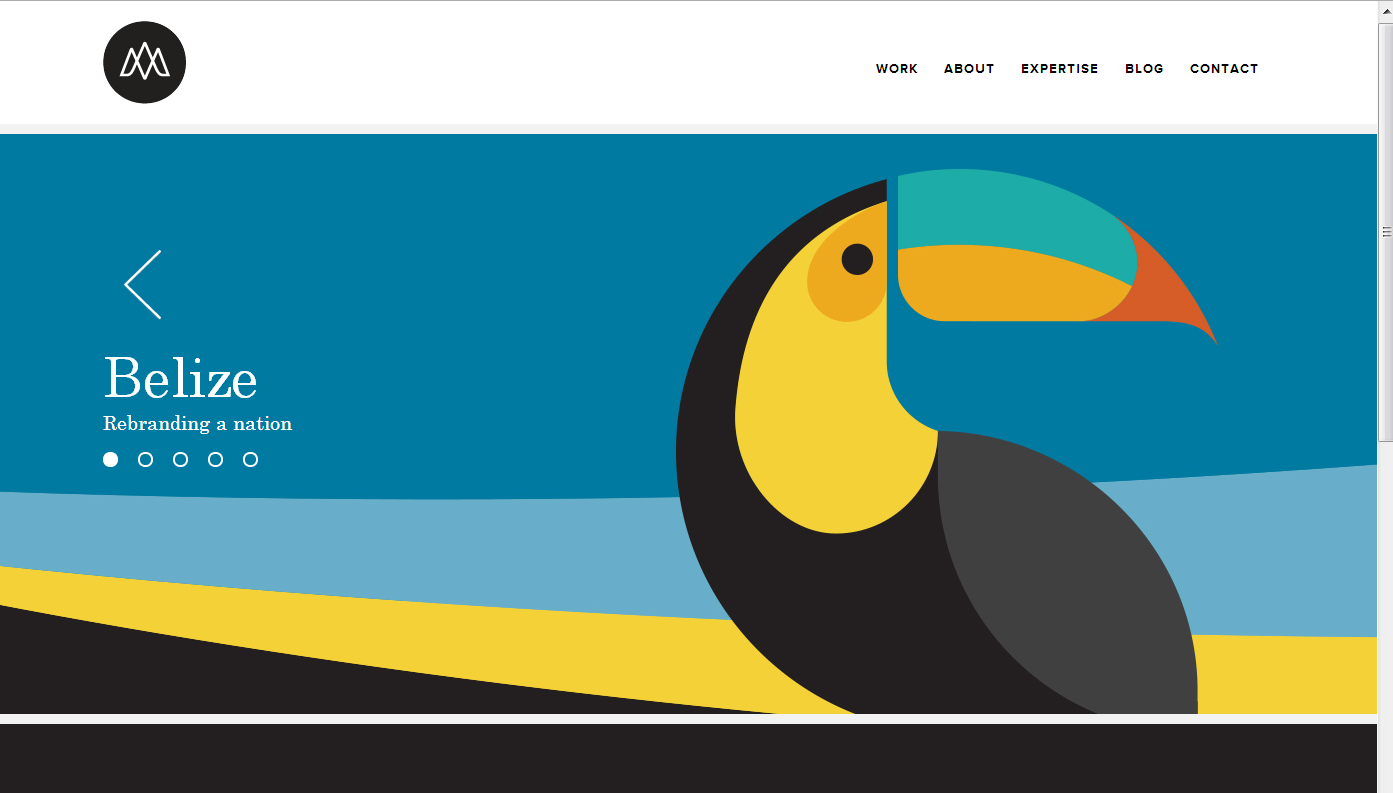 WORK ABOUT EXPERTISE BLOG CONTACT
Belize
Rebranding a nation